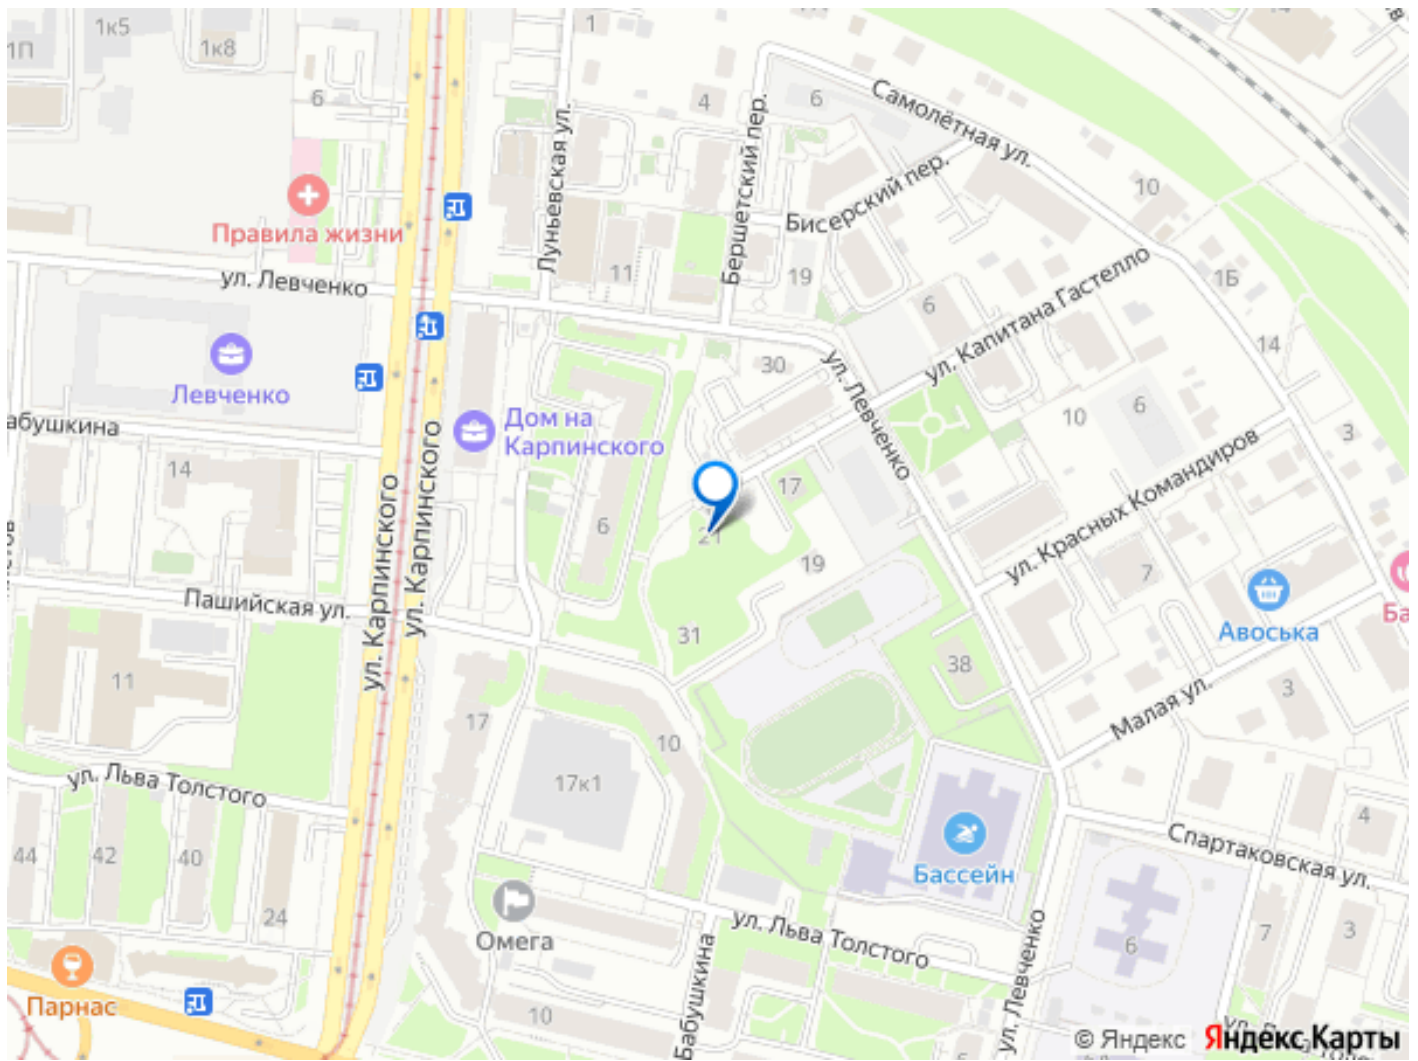 1к5
1
1П
1к8
6
4
6
Самолётная ул.
Луньевская ул.
Бершетский пер.
Бисерский пер.
10
Правила жизни
ул. Левченко
11
19
1Б
6
ул. Капитана Гастелло
14
30
Левченко
ул. Левченко
10
6
3
Дом на
Карпинского
абушкина
14
ул. Карпинского
ул. Карпинского
17
6
21
ул. Красных Командиров
7
19
Авоська
Ба
Пашийская ул.
31
38
3
Малая ул.
11
17
10
17к1
ул. Льва Толстого
4
Спартаковская ул.
44
42
40
Бассейн
24
Омега
ул. Льва Толстого
ул. Левченко
6
7
3
Парнас
10
Бабушкина
6
© Яндекс Яндекс Карты